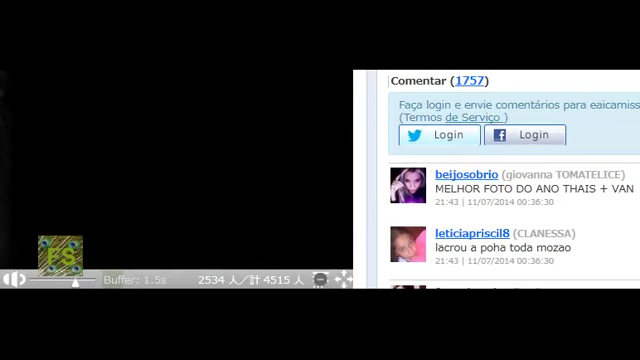 Comentar (1757)
Faça login e envie comentários para eaicamiss
(Termos de Serviço )
Login
Login
beijosobrio (giovanna TOMATELICE)
MELHOR FOTO DO ANO THAIS + VAN
21:43 | 11/07/2014 00:36:30
leticiapriscil8 (CLANESSA)
lacrou a poha toda mozao
21:43 | 11/07/2014 00:36:30
FS
Buffer: 1.5s
2534 人／計 4515 人